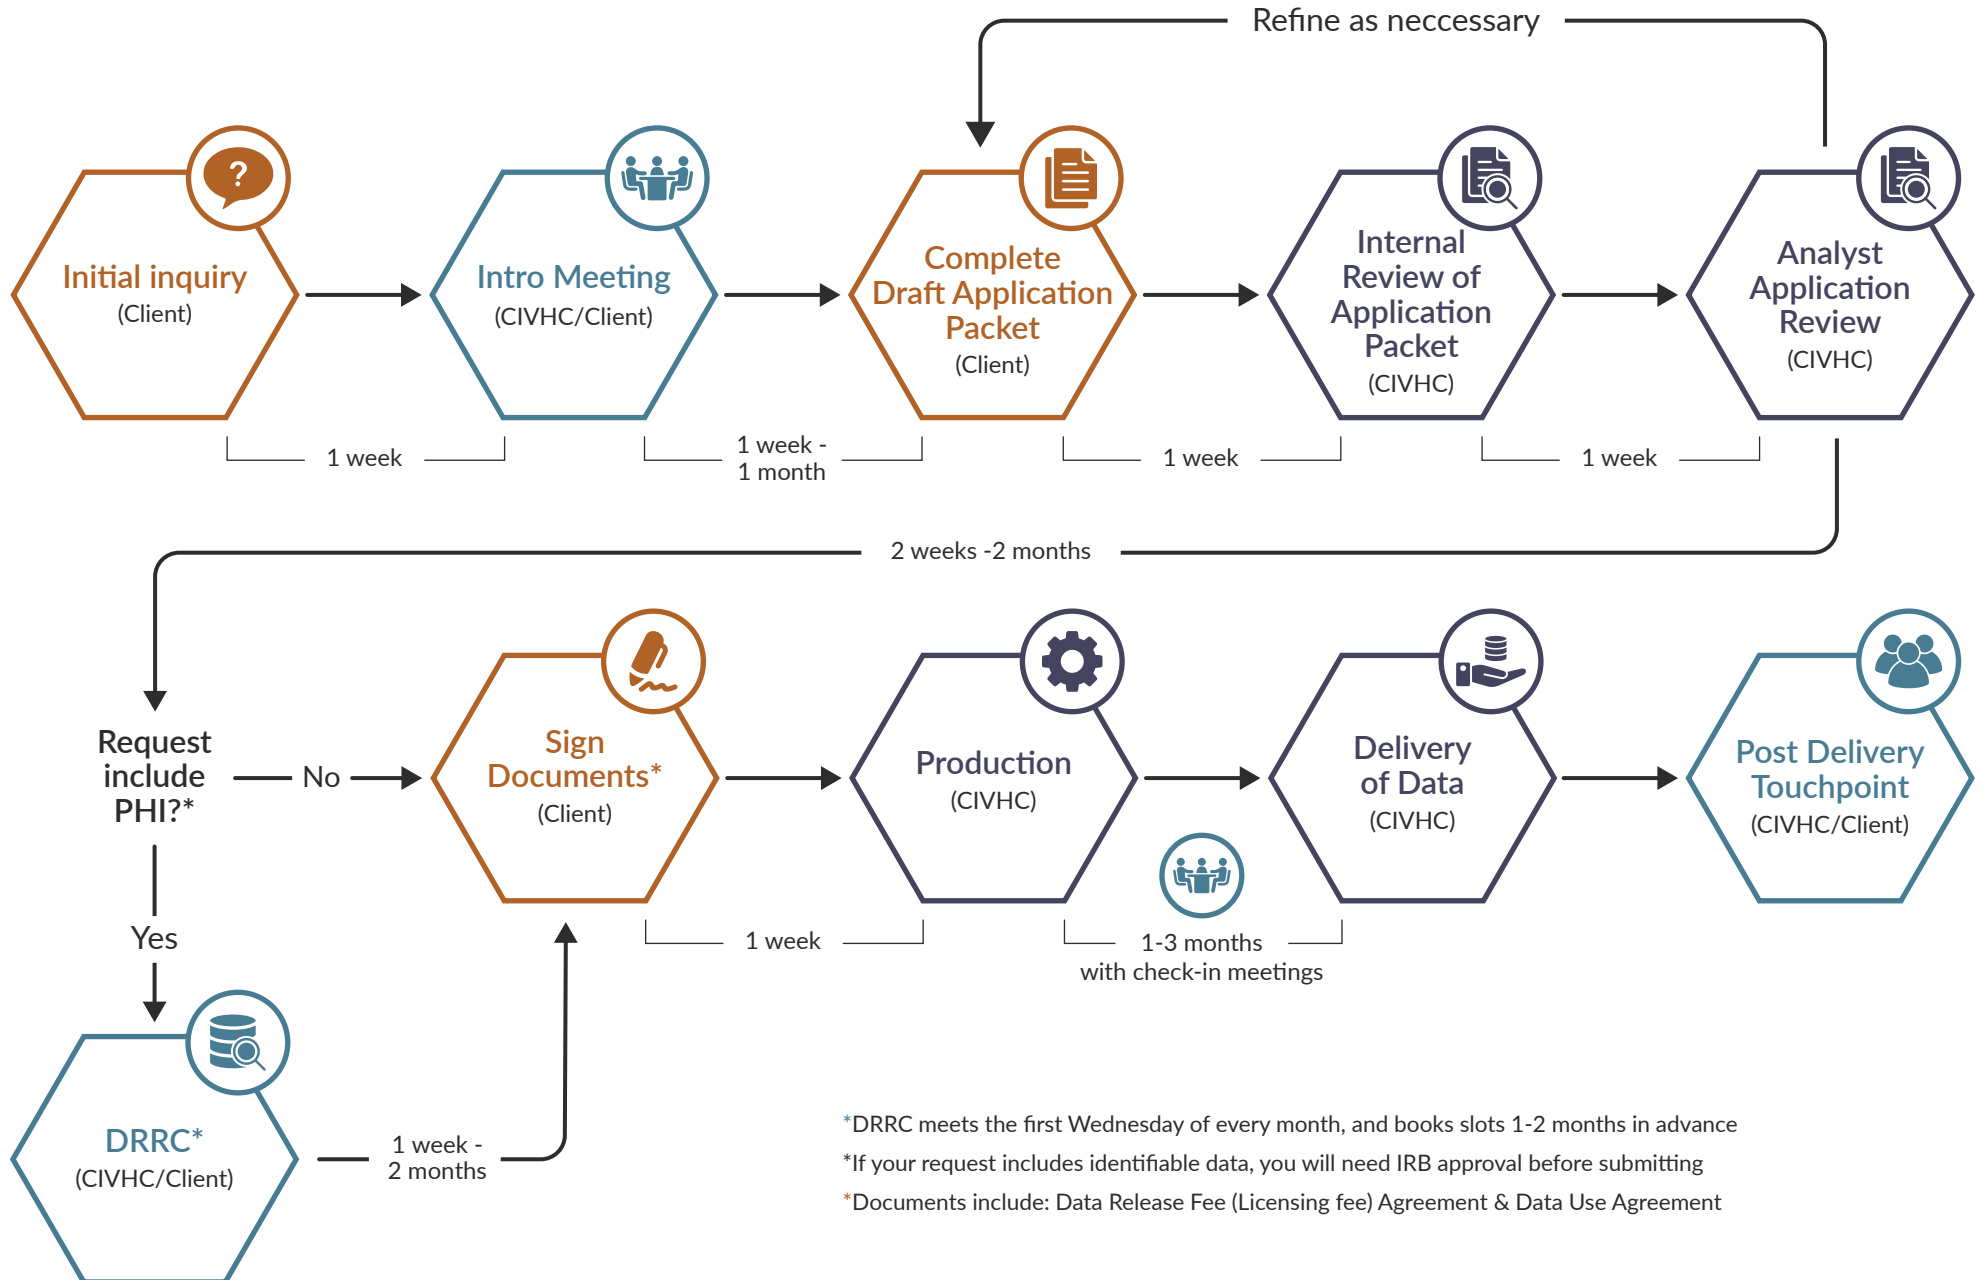 Refine as neccessary
?
Initial inquiry
(Client)
Intro Meeting
(CIVHC/Client)
Complete
Draft Application
Packet
(Client)
Internal
Review of
Application
Packet
(CIVHC)
Analyst
Application
Review
(CIVHC)
1 week
1 week -
1 month
1 week
1 week
2 weeks -2 months
Request
include
PHI?*
No
Sign
Documents*
(Client)
Production
(CIVHC)
Delivery
of Data
(CIVHC)
Post Delivery
Touchpoint
(CIVHC/Client)
Yes
1 week
1-3 months
with check-in meetings
DRRC*
(CIVHC/Client)
1 week -
2 months
*DRRC meets the first Wednesday of every month, and books slots 1-2 months in advance
*If your request includes identifiable data, you will need IRB approval before submitting
*Documents include: Data Release Fee (Licensing fee) Agreement & Data Use Agreement